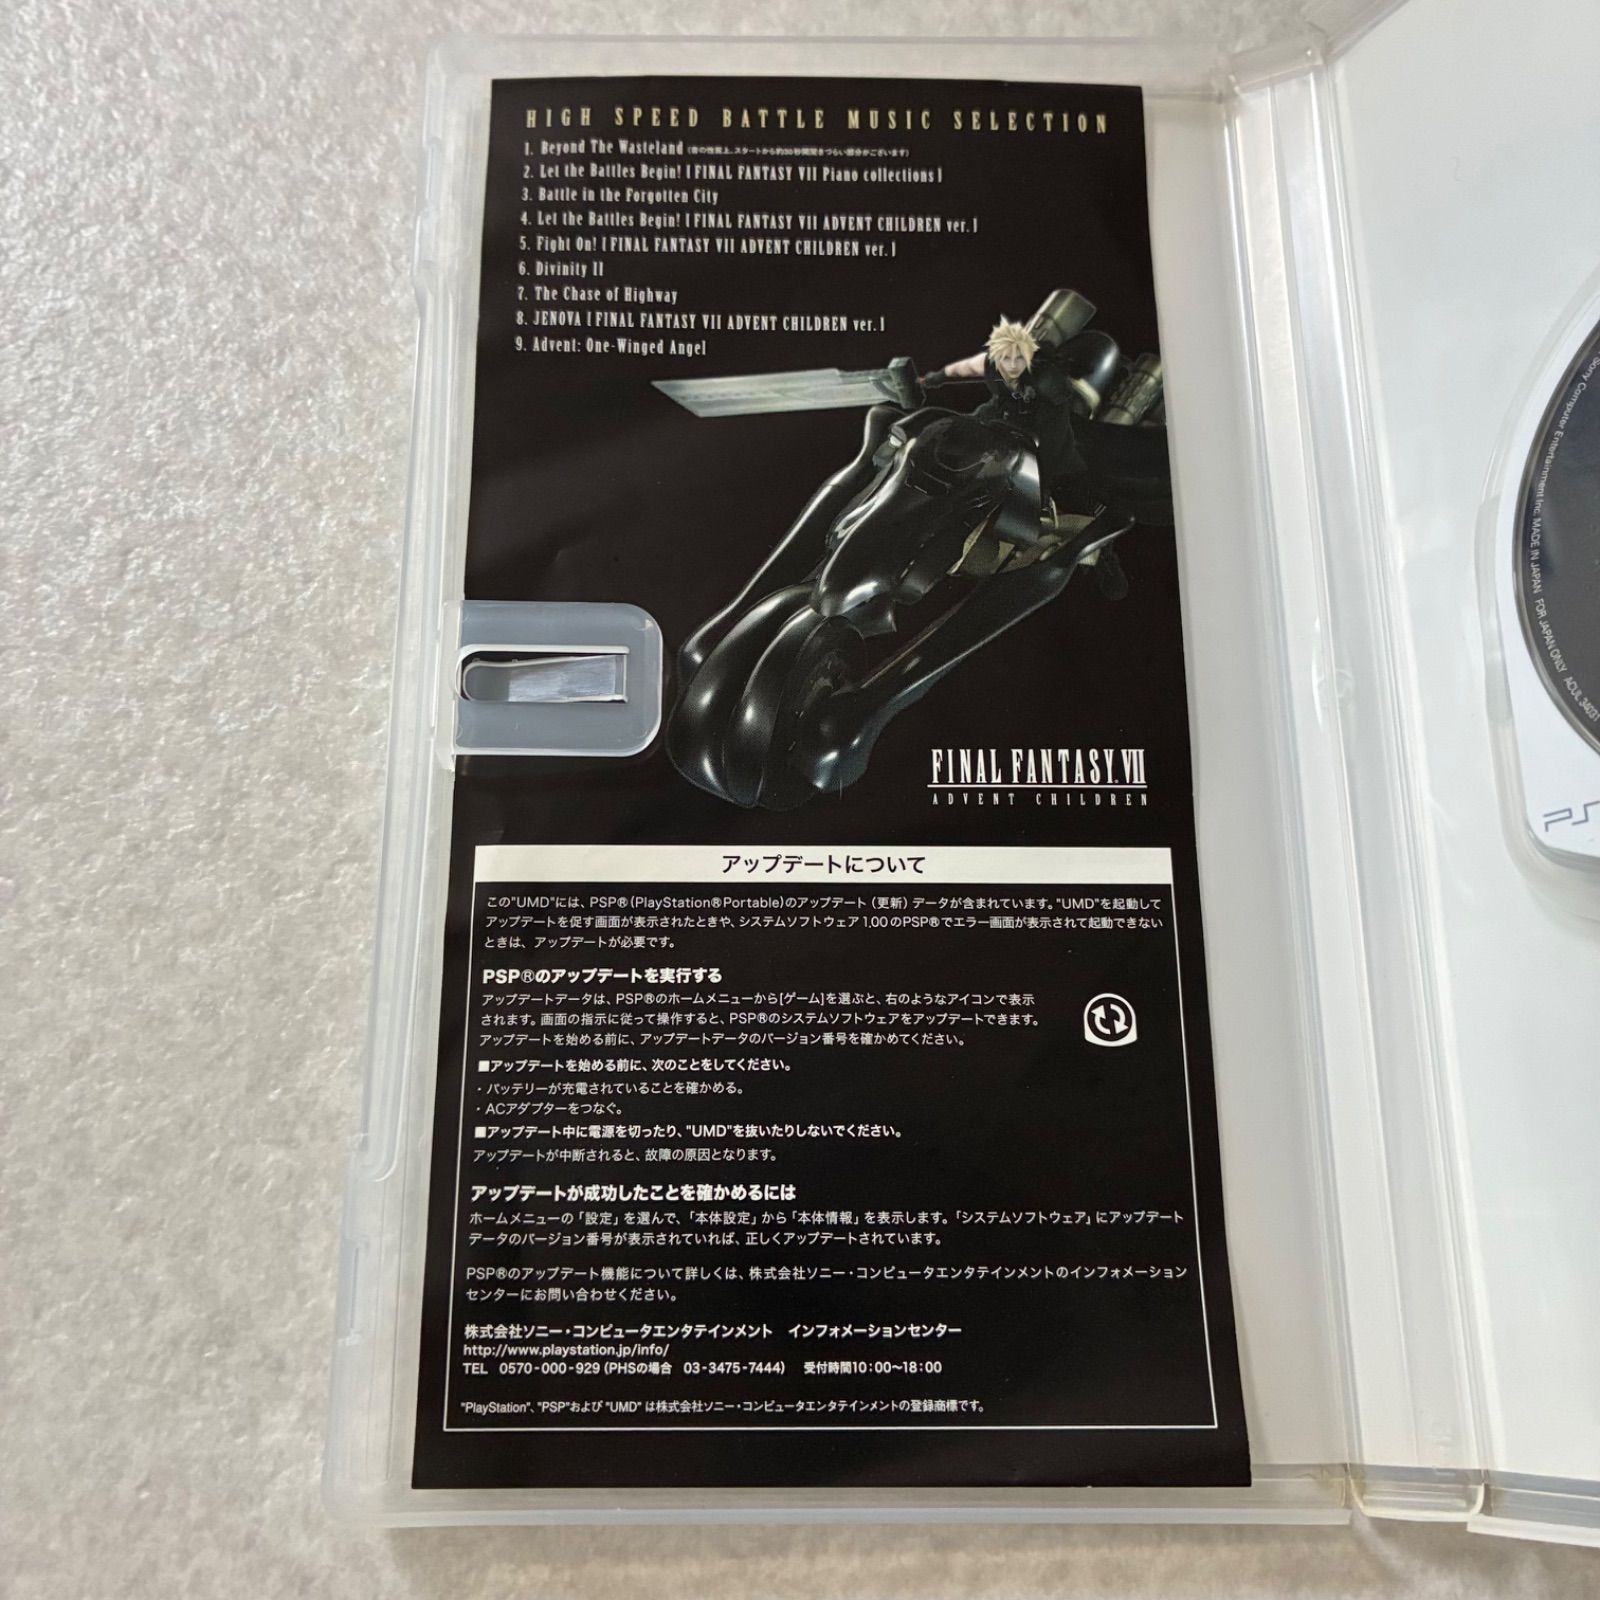 HIGH SPEED BATTLE MUSIC SELECTION
1. Beyond The Wasteland (音の性質上、スタートから約30秒間聞きづらい部分がございます)
2. Let the Battles Begin! [FINAL FANTASY VII Piano collections]
3. Battle in the Forgotten City
4. Let the Battles Begin! [FINAL FANTASY VII ADVENT CHILDREN ver.]
5. Fight On! [FINAL FANTASY VII ADVENT CHILDREN ver.]
6. Divinity II
7. The Chase of Highway
8. JENOVA [FINAL FANTASY VII ADVENT CHILDREN ver.]
9. Advent: One-Winged Angel
FINAL FANTASY VII
ADVENT CHILDREN
アップデートについて
この"UMD"には、PSP®(PlayStation®Portable)のアップデート(更新)データが含まれています。"UMD"を起動して
アップデートを促す画面が表示されたときや、システムソフトウェア 1.00 のPSP®でエラー画面が表示されて起動できない
ときは、アップデートが必要です。
PSP®のアップデートを実行する
アップデートデータは、PSP®のホームメニューから[ゲーム]を選ぶと、右のようなアイコンで表示
されます。画面の指示に従って操作すると、PSP®のシステムソフトウェアをアップデートできます。
アップデートを始める前に、アップデートデータのバージョン番号を確かめてください。
■アップデートを始める前に、次のことをしてください。
・バッテリーが充電されていることを確かめる。
・ACアダプターをつなぐ。
■アップデート中に電源を切ったり、"UMD"を抜いたりしないでください。
アップデートが中断されると、故障の原因となります。
アップデートが成功したことを確かめるには
ホームメニューの「設定」を選んで、「本体設定」から「本体情報」を表示します。「システムソフトウェア」にアップデート
データのバージョン番号が表示されていれば、正しくアップデートされています。
PSP®のアップデート機能について詳しくは、株式会社ソニー・コンピュータエンタテインメントのインフォメーション
センターにお問い合わせください。
株式会社ソニー・コンピュータエンタテインメント インフォメーションセンター
http://www.playstation.jp/info/
TEL 0570-000-929 (PHSの場合 03-3475-7444) 受付時間10:00〜18:00
"PlayStation"、"PSP"および "UMD" は株式会社ソニー・コンピュータエンタテインメントの登録商標です。
Sony Computer Entertainment Inc. MADE IN JAPAN FOR JAPAN ONLY ACUL 34031
PS